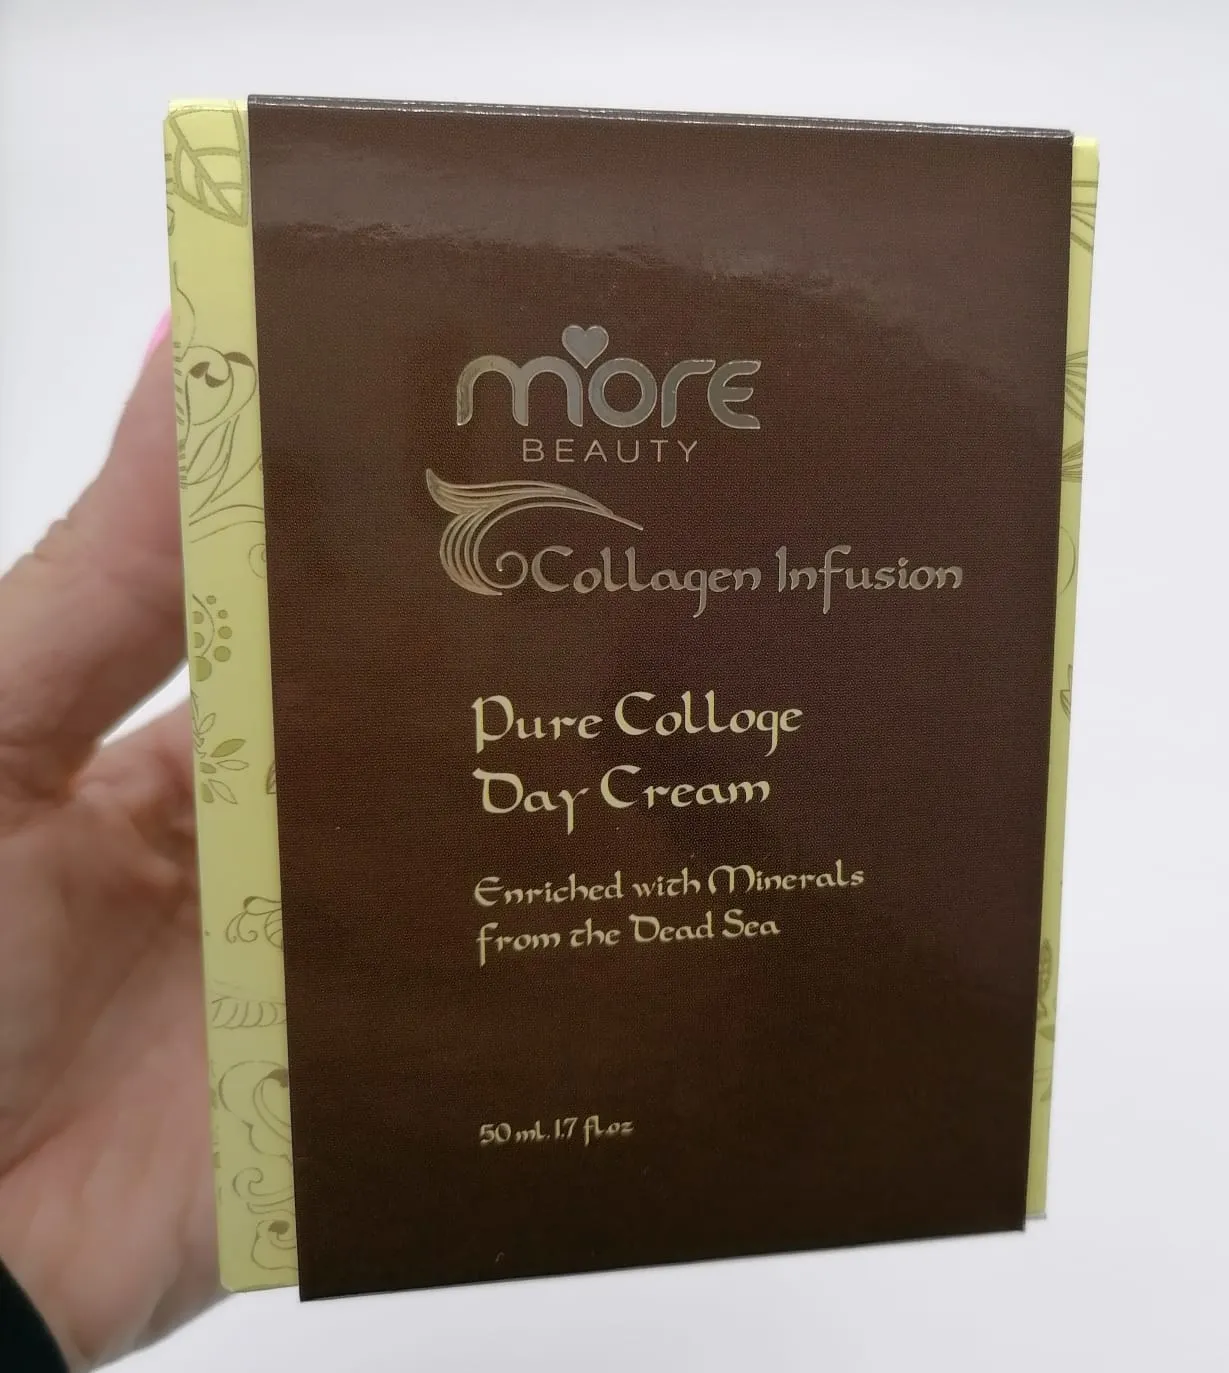 more
BEAUTY
Collagen Infusion
Pure Colloge
Day Cream
Enriched with Minerals
from the Dead Sea
50 ml. 1.7 fl.oz